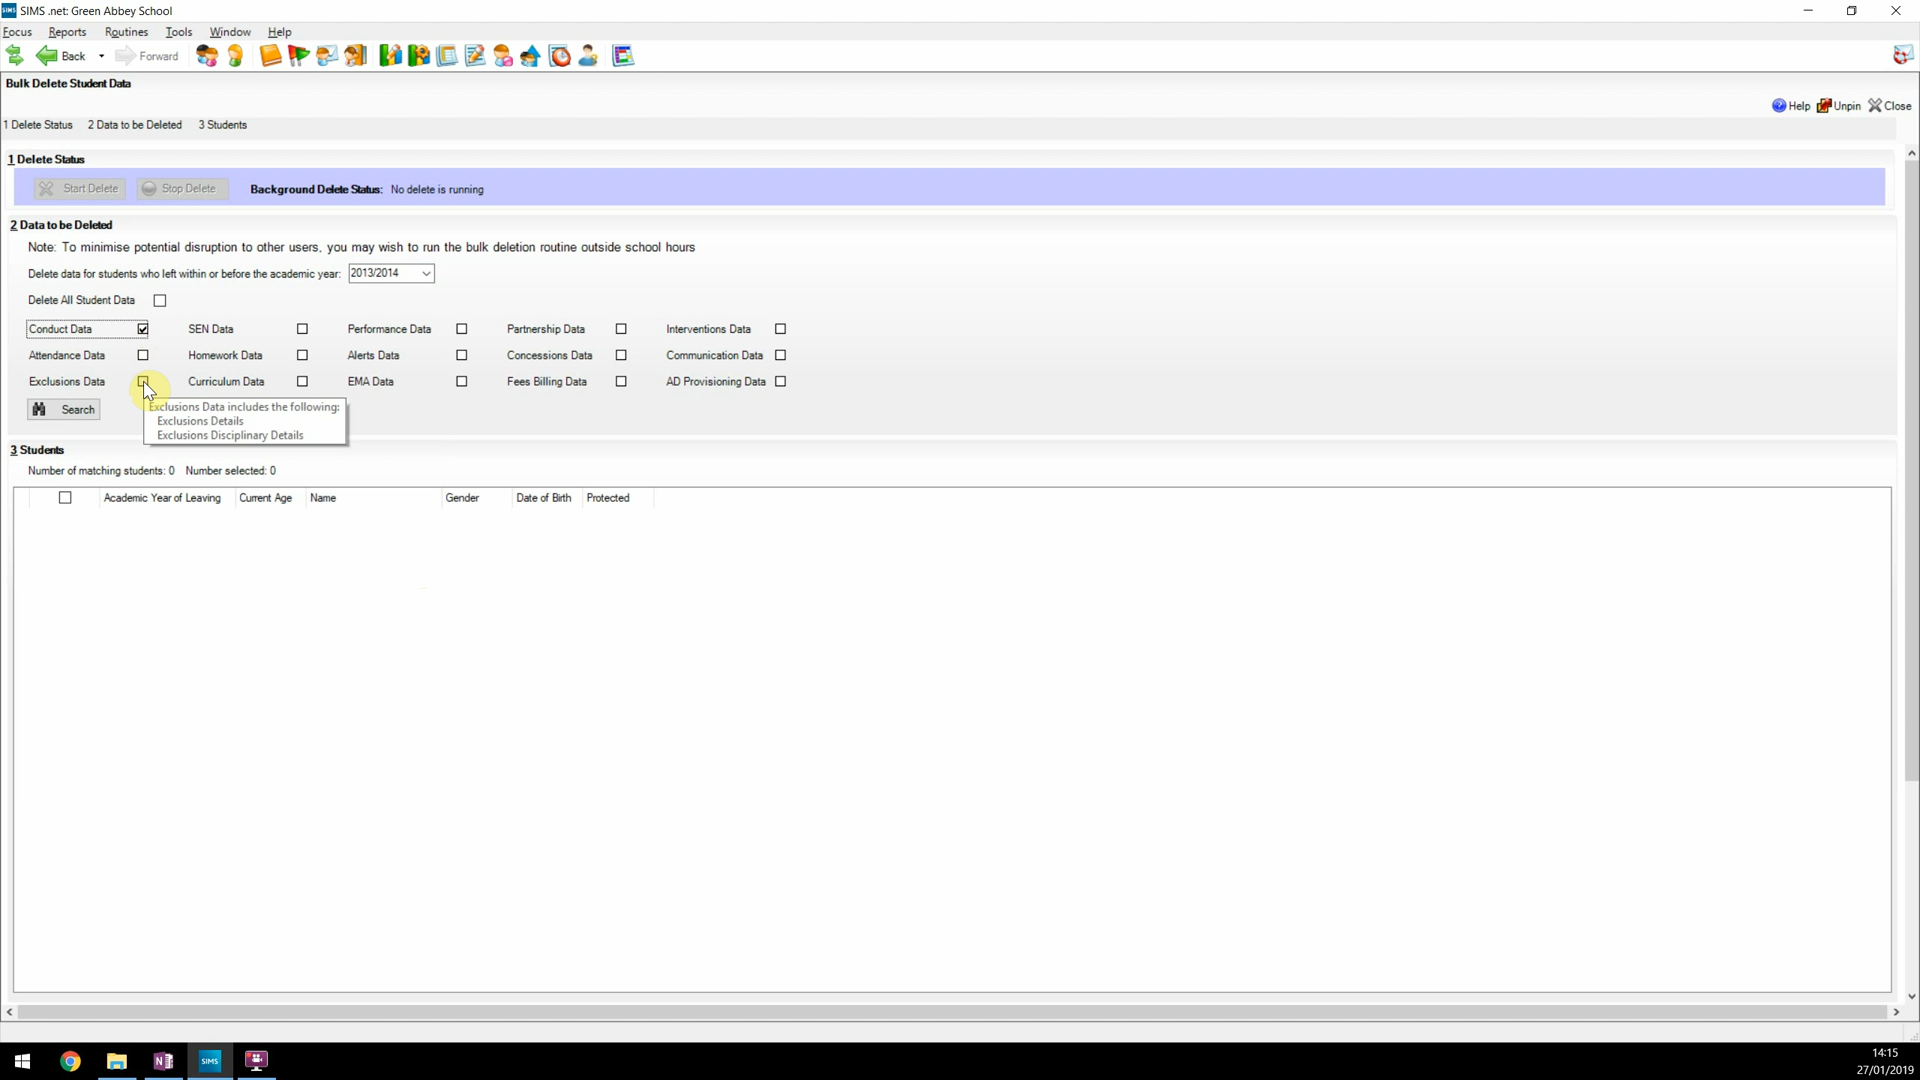 SIMS .net: Green Abbey School
Focus Reports Routines Tools Window Help
Back Forward
Bulk Delete Student Data
Help Unpin Close
1 Delete Status 2 Data to be Deleted 3 Students
1 Delete Status
Start Delete Stop Delete Background Delete Status: No delete is running
2 Data to be Deleted
Note: To minimise potential disruption to other users, you may wish to run the bulk deletion routine outside school hours
Delete data for students who left within or before the academic year: 2013/2014
Delete All Student Data
Conduct Data SEN Data Performance Data Partnership Data Interventions Data
Attendance Data Homework Data Alerts Data Concessions Data Communication Data
Exclusions Data Curriculum Data EMA Data Fees Billing Data AD Provisioning Data
Search
Exclusions Data includes the following:
Exclusions Details
Exclusions Disciplinary Details
3 Students
Number of matching students: 0 Number selected: 0
Academic Year of Leaving Current Age Name Gender Date of Birth Protected
SIMS
14:15
27/01/2019